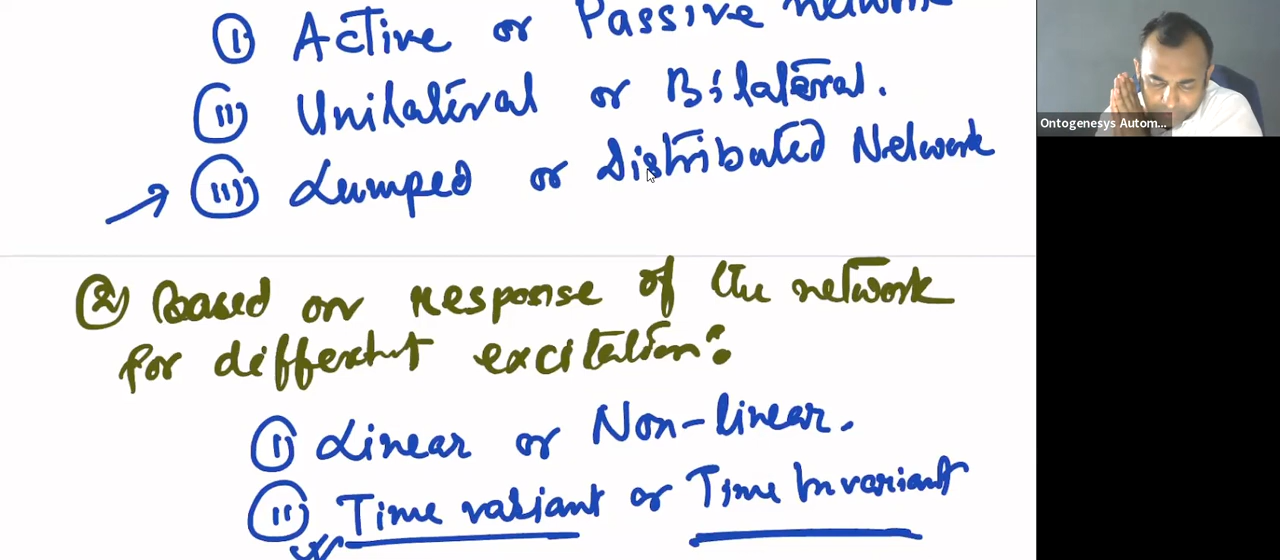 (i) Active or Passive network
(ii) Unilateral or Bilateral.
(iii) Lumped or Distributed Network
(2) Based on response of the network
for different excitation:
(i) Linear or Non-linear.
(ii) Time variant or Time Invariant
Ontogenesys Autom...